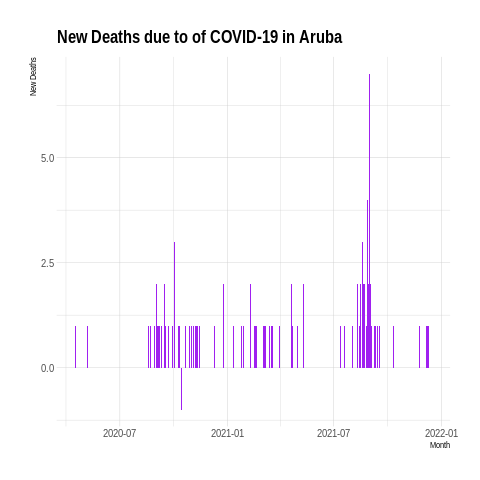 New Deaths due to of COVID-19 in Aruba
New Deaths
5.0
2.5
0.0
2020-07 2021-01 2021-07 2022-01
Month